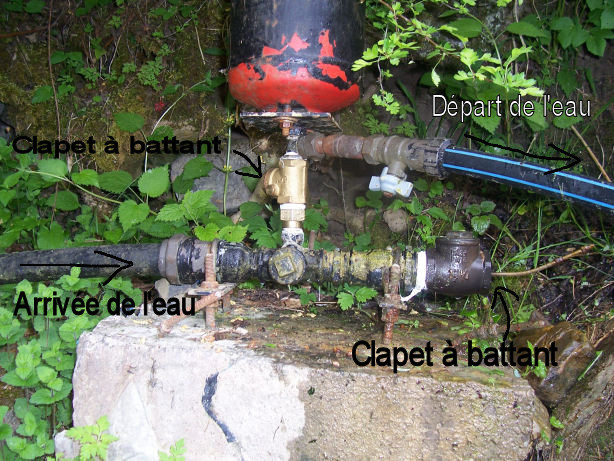 Départ de l'eau
Clapet à battant
Arrivée de l'eau
Clapet à battant